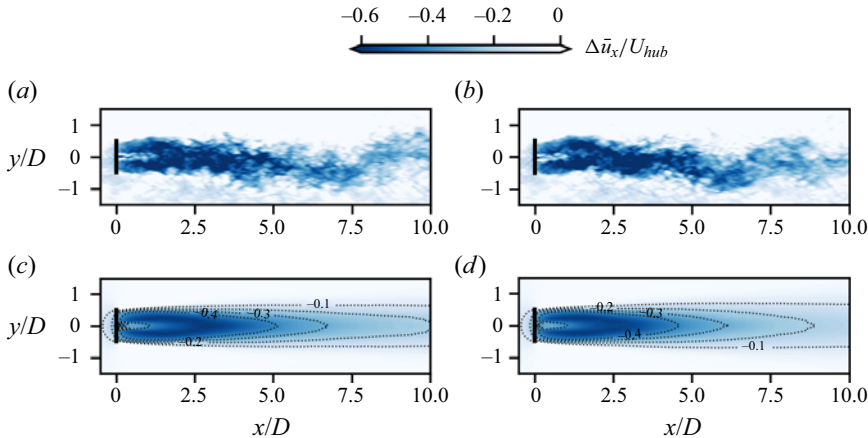 −0.6 −0.4 −0.2 0
Δūₓ/U_hub
(a) (b)
1 1
y/D 0 0
−1 −1
0 2.5 5.0 7.5 10.0 0 2.5 5.0 7.5 10.0
(c) (d)
−0.1 −0.2
1 −0.4 −0.3 1 −0.3
y/D 0 0
−1 −0.2 −1 −0.4 −0.1
0 2.5 5.0 7.5 10.0 0 2.5 5.0 7.5 10.0
x/D x/D